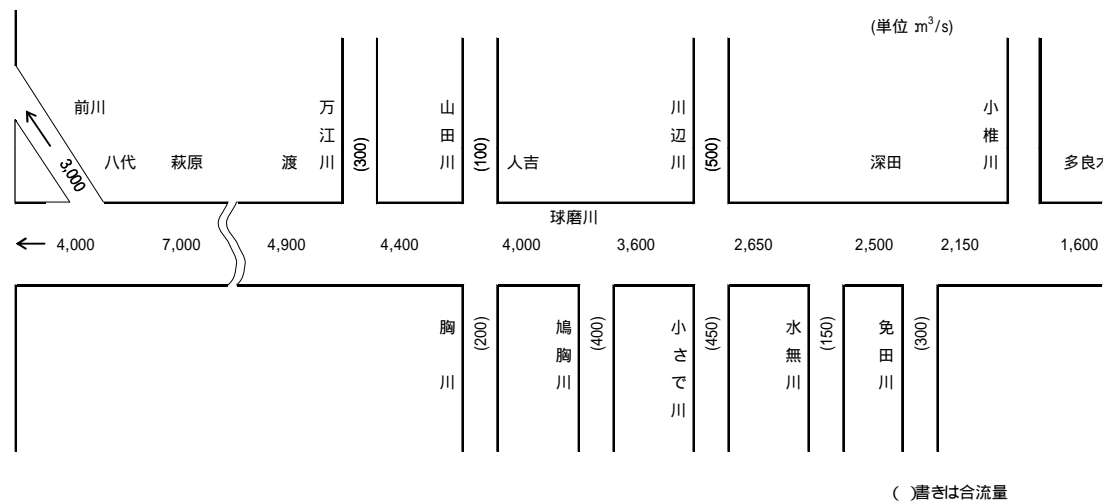 (単位 m³/s)
前川
万江川
山田川
川辺川
小椎川
(300)
(100)
(500)
3,000
八代
萩原
渡
人吉
深田
多良木
球磨川
4,000
7,000
4,900
4,400
4,000
3,600
2,650
2,500
2,150
1,600
胸川
(200)
鳩胸川
(400)
小さで川
(450)
水無川
(150)
免田川
(300)
( )書きは合流量